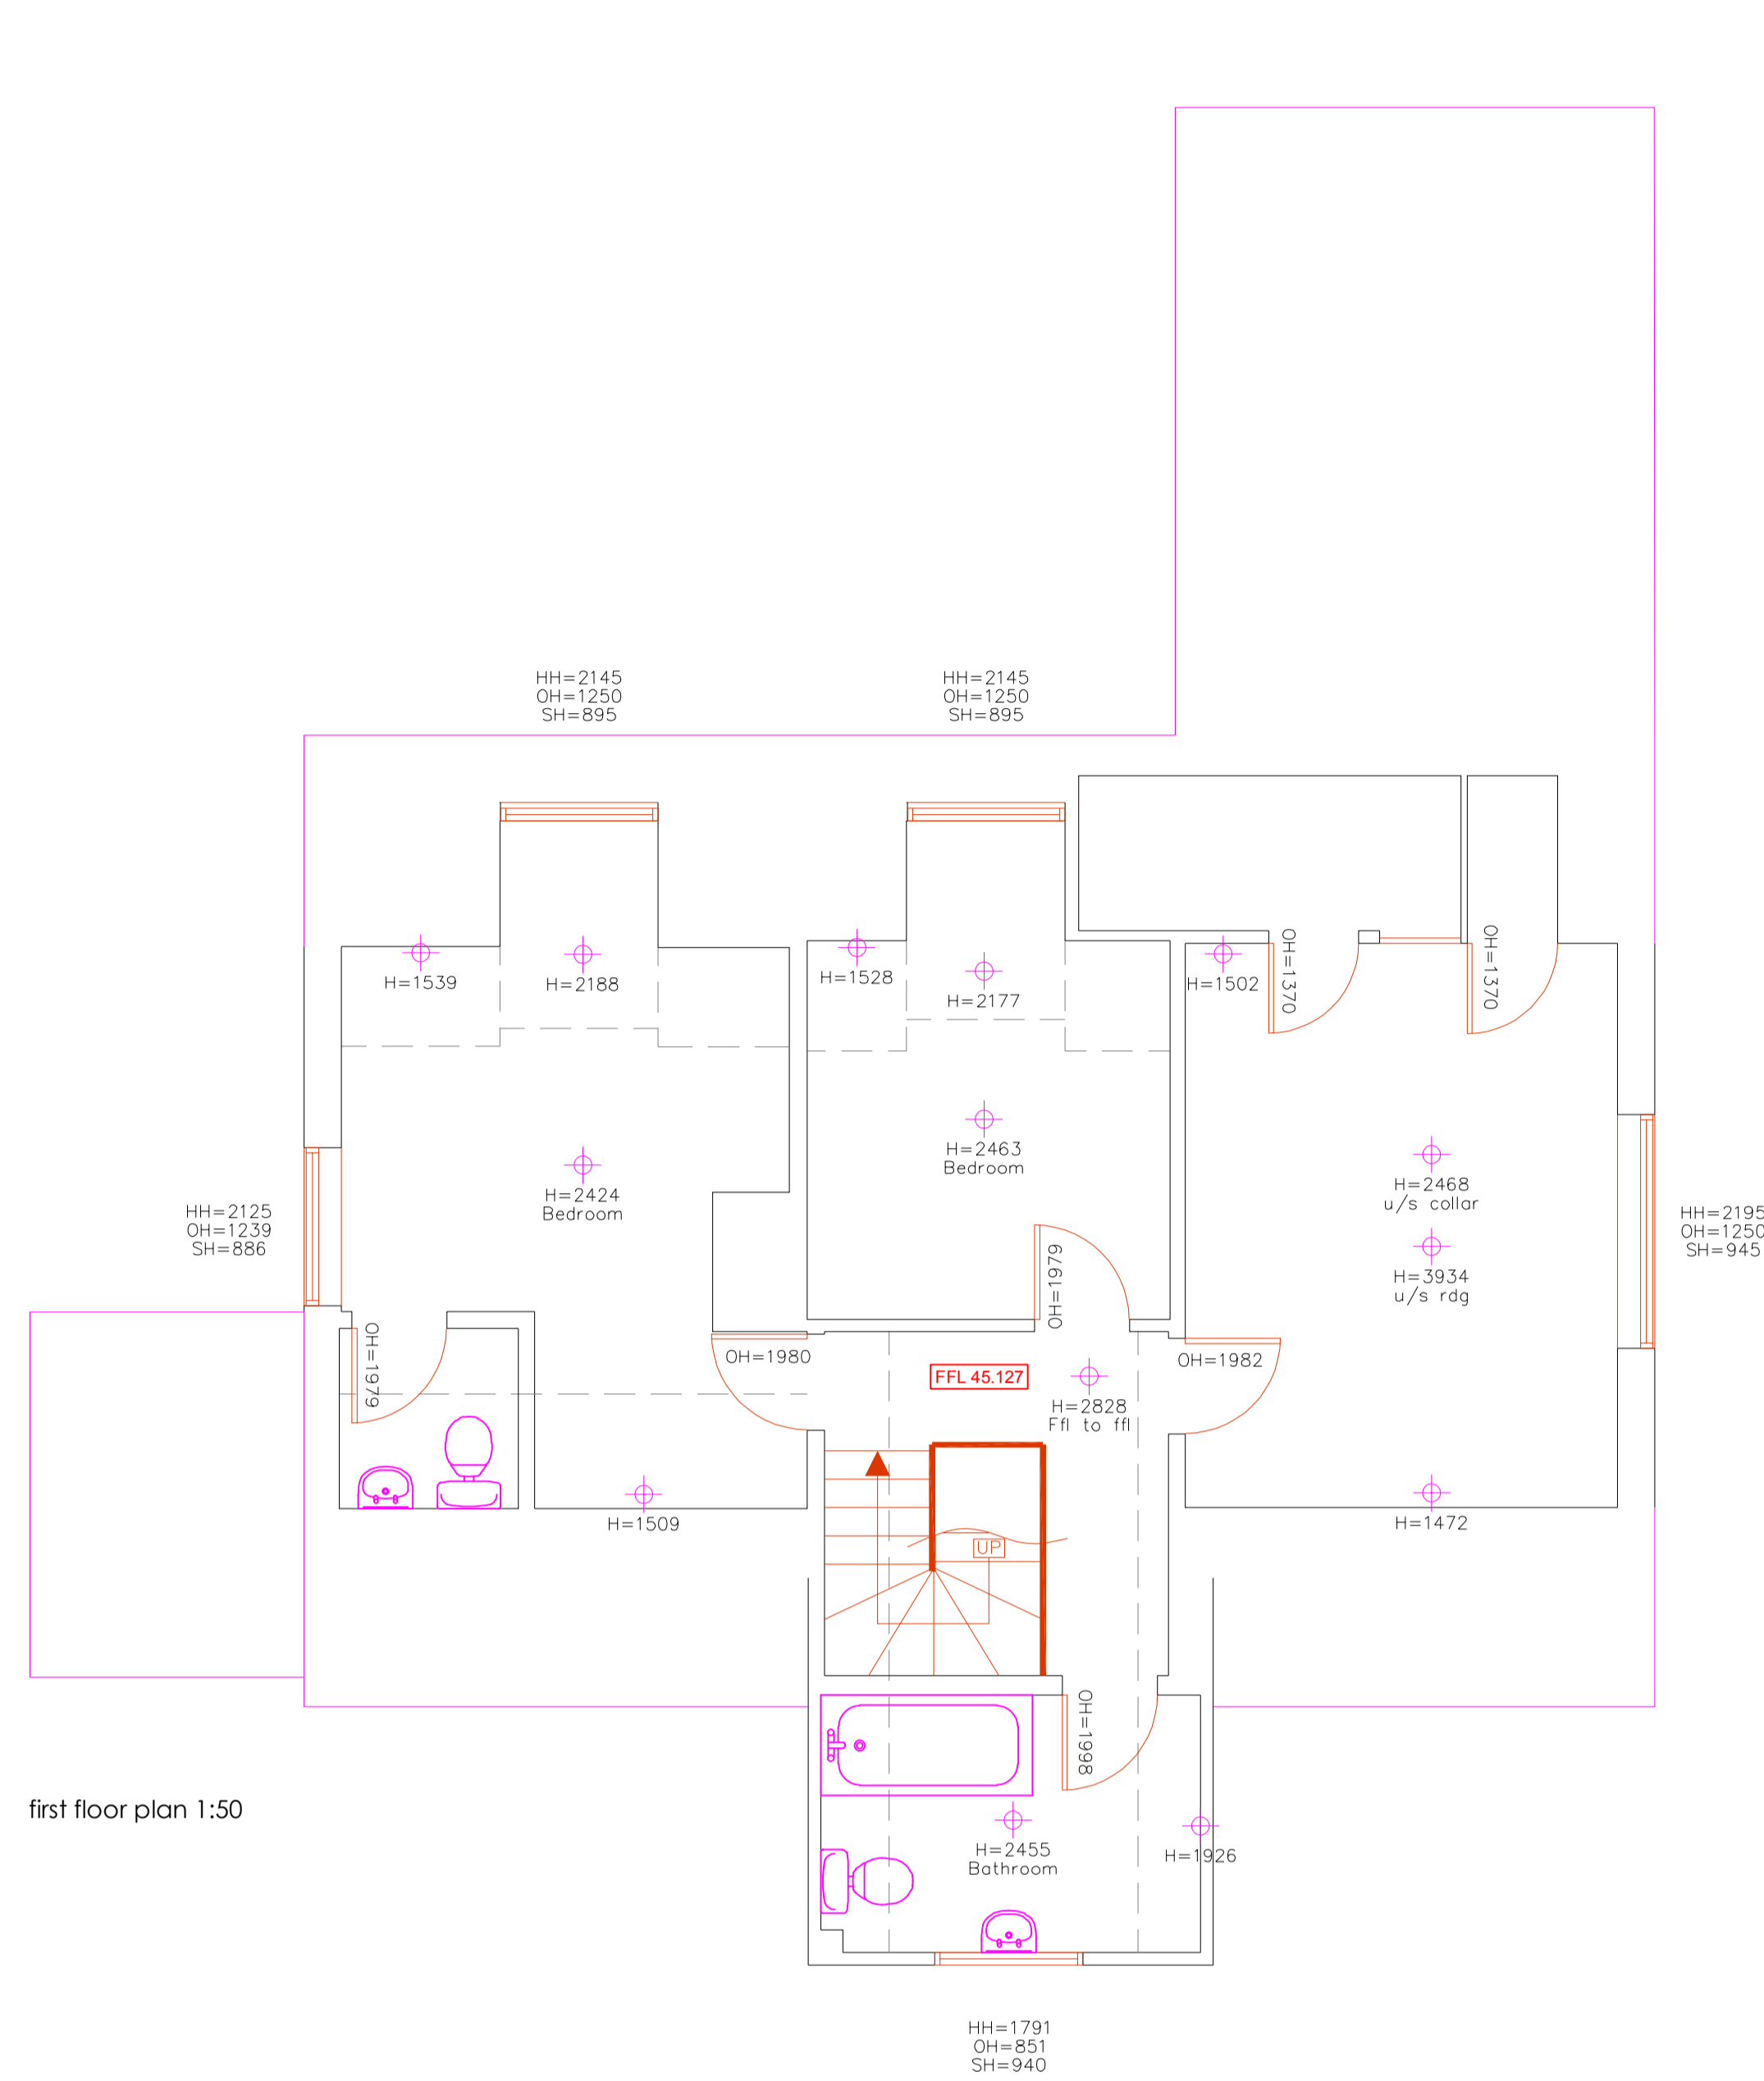 HH=2145
OH=1250
SH=895
HH=2145
OH=1250
SH=895
OH=1370
OH=1370
H=1539
H=2188
H=1528
H=2177
H=1502
H=2463
Bedroom
H=2424
Bedroom
H=2468
u/s collar
H=3934
u/s rdg
HH=2125
OH=1239
SH=886
HH=2195
OH=1250
SH=945
OH=1979
OH=1979
OH=1980
OH=1982
FFL 45.127
H=2828
Ffl to ffl
H=1509
H=1472
UP
OH=1998
first floor plan 1:50
H=2455
Bathroom
H=1926
HH=1791
OH=851
SH=940